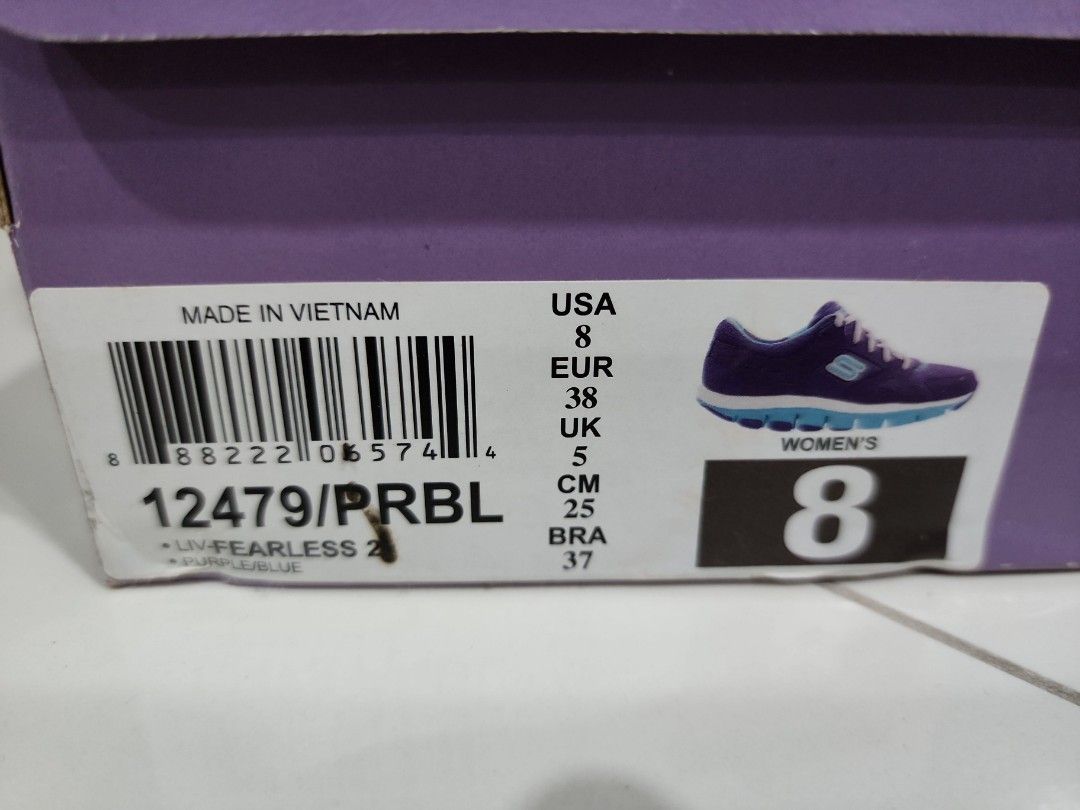 MADE IN VIETNAM
8 88222 06574 4
12479/PRBL
• LIV-FEARLESS 2
• PURPLE/BLUE
USA
8
EUR
38
UK
5
CM
25
BRA
37
WOMEN'S
8